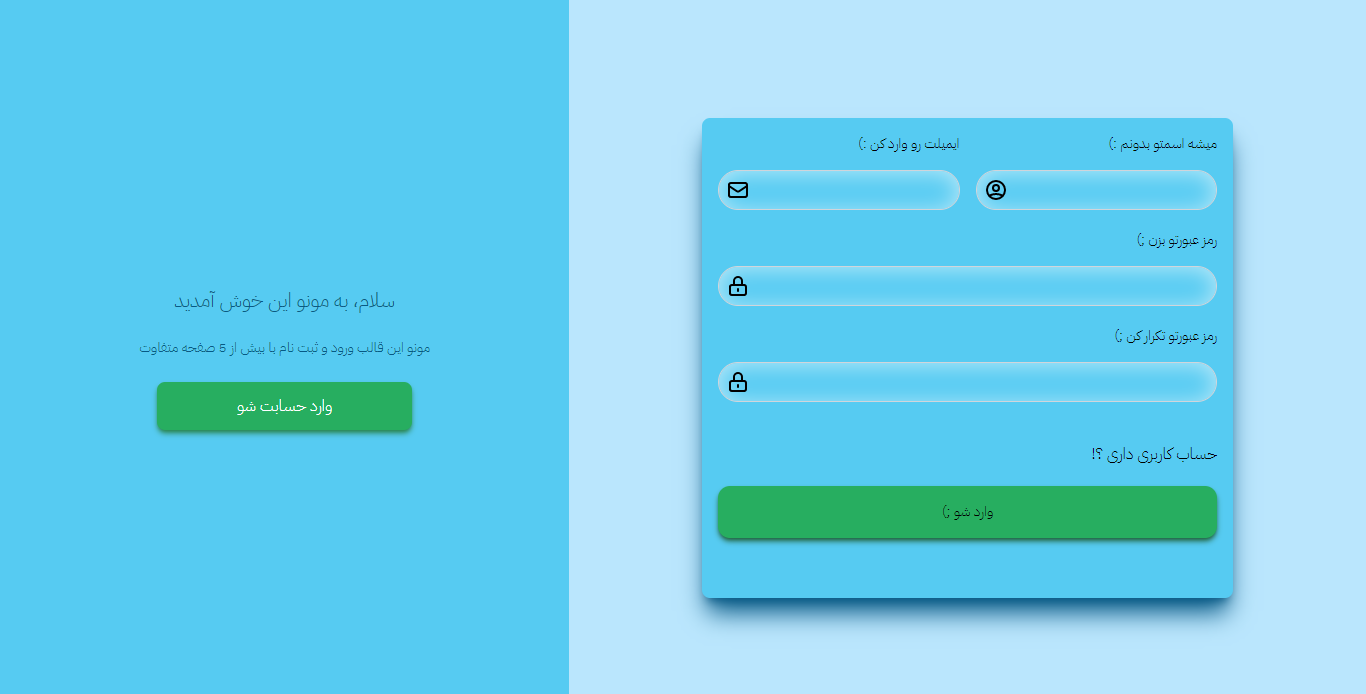 میشه اسمتو بدونم :)
ایمیلت رو وارد کن :)
رمز عبورتو بزن ;)
رمز عبورتو تکرار کن ;)
حساب کاربری داری ؟!
وارد شو ;)
سلام، به مونو این خوش آمدید
مونو این قالب ورود و ثبت نام با بیش از 5 صفحه متفاوت
وارد حسابت شو